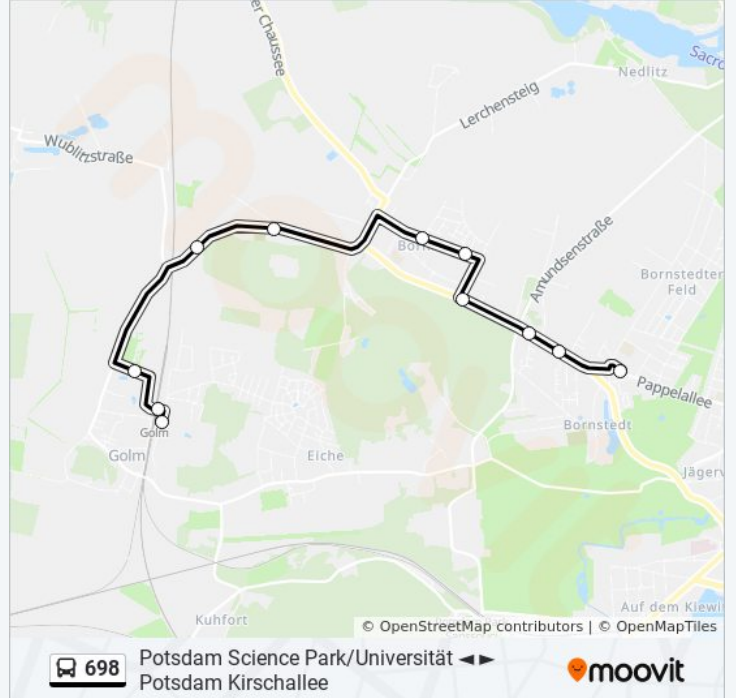 er Chaussee
Sacro
Nedlitz
Lerchensteig
Wublitzstraße
Born
Amundsenstraße
Bornstedter
Feld
Pappelallee
Golm
Bornstedt
Golm
Eiche
Jägerv
Auf dem Kiewi
Kuhfort
© OpenStreetMap contributors | © OpenMapTiles
698
Potsdam Science Park/Universität ◄ ►
Potsdam Kirschallee
moovit